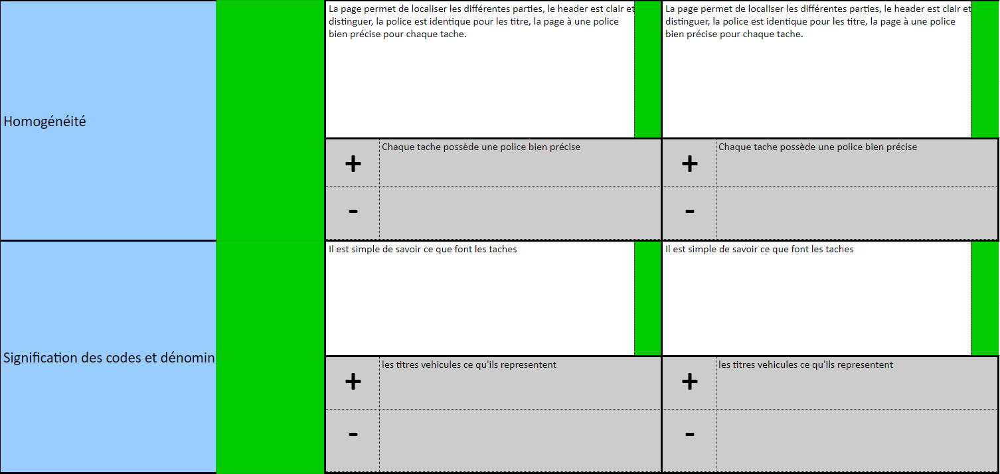 Homogénéité
La page permet de localiser les différentes parties, le header est clair et
distinguer, la police est identique pour les titre, la page à une police
bien précise pour chaque tache.
La page permet de localiser les différentes parties, le header est clair et
distinguer, la police est identique pour les titre, la page à une police
bien précise pour chaque tache.
+
Chaque tache possède une police bien précise
+
Chaque tache possède une police bien précise
-
-
Signification des codes et dénomin
Il est simple de savoir ce que font les taches
Il est simple de savoir ce que font les taches
+
les titres vehicules ce qu'ils representent
+
les titres vehicules ce qu'ils representent
-
-